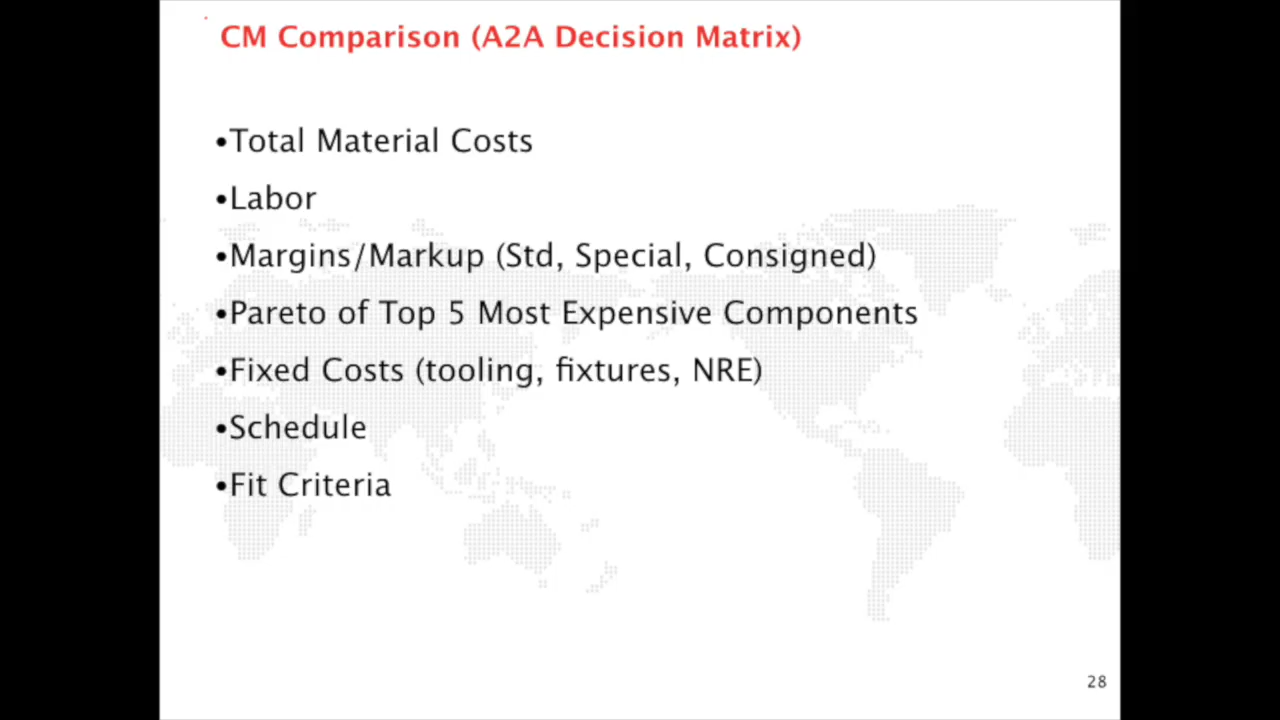 CM Comparison (A2A Decision Matrix)
•Total Material Costs
•Labor
•Margins/Markup (Std, Special, Consigned)
•Pareto of Top 5 Most Expensive Components
•Fixed Costs (tooling, fixtures, NRE)
•Schedule
•Fit Criteria
28